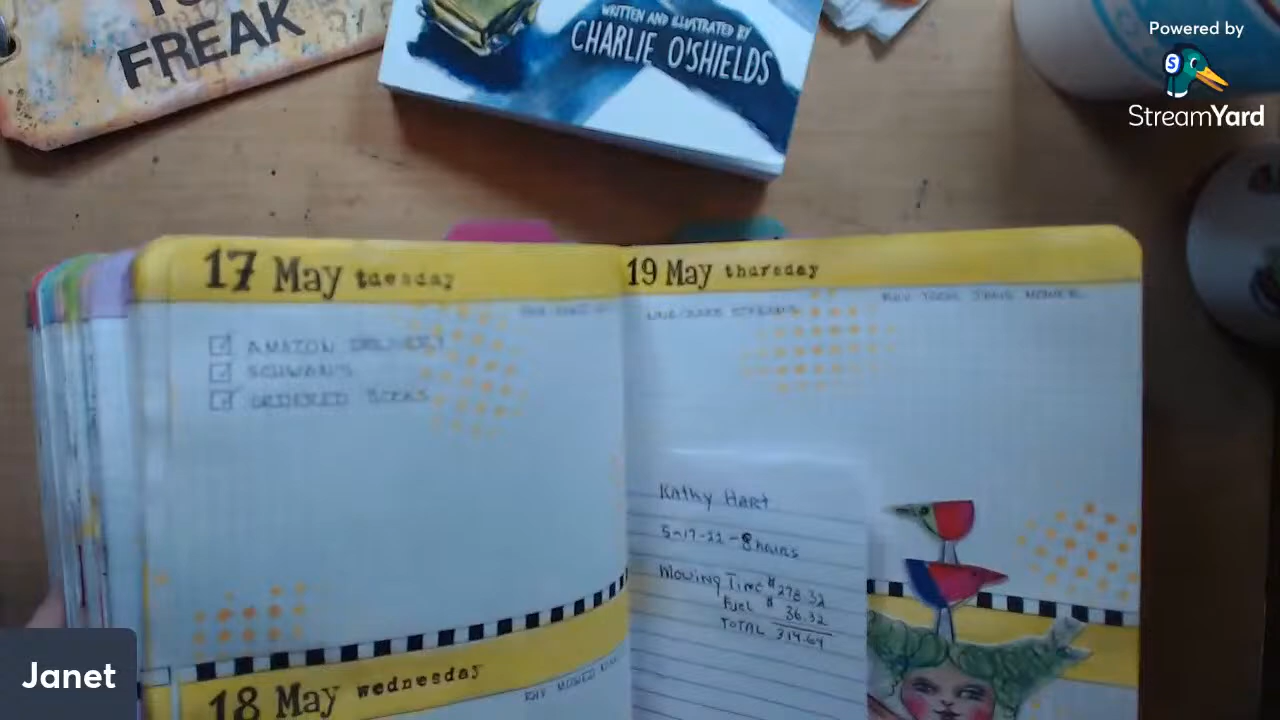 FREAK
WRITTEN AND ILLUSTRATED BY
CHARLIE O'SHIELDS
Powered by
StreamYard
17 May tuesday
AMAZON DELIVERY
SCHWAN'S
ORDERED BOOKS
18 May wednesday
19 May thursday
Kathy Hart
5-17-22 - 8 hours
Mowing Time $278.32
Fuel $ 36.32
TOTAL 314.64
Janet